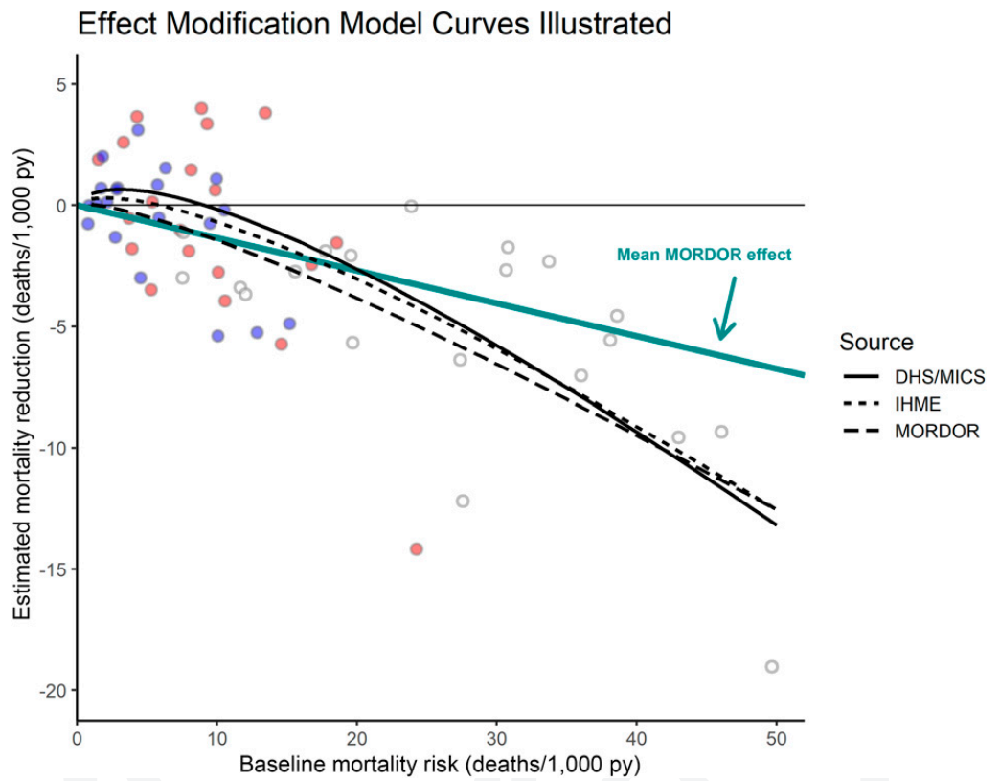 Effect Modification Model Curves Illustrated
Estimated mortality reduction (deaths/1,000 py)
5
0
-5
-10
-15
-20
Mean MORDOR effect
Source
DHS/MICS
IHME
MORDOR
0 10 20 30 40 50
Baseline mortality risk (deaths/1,000 py)